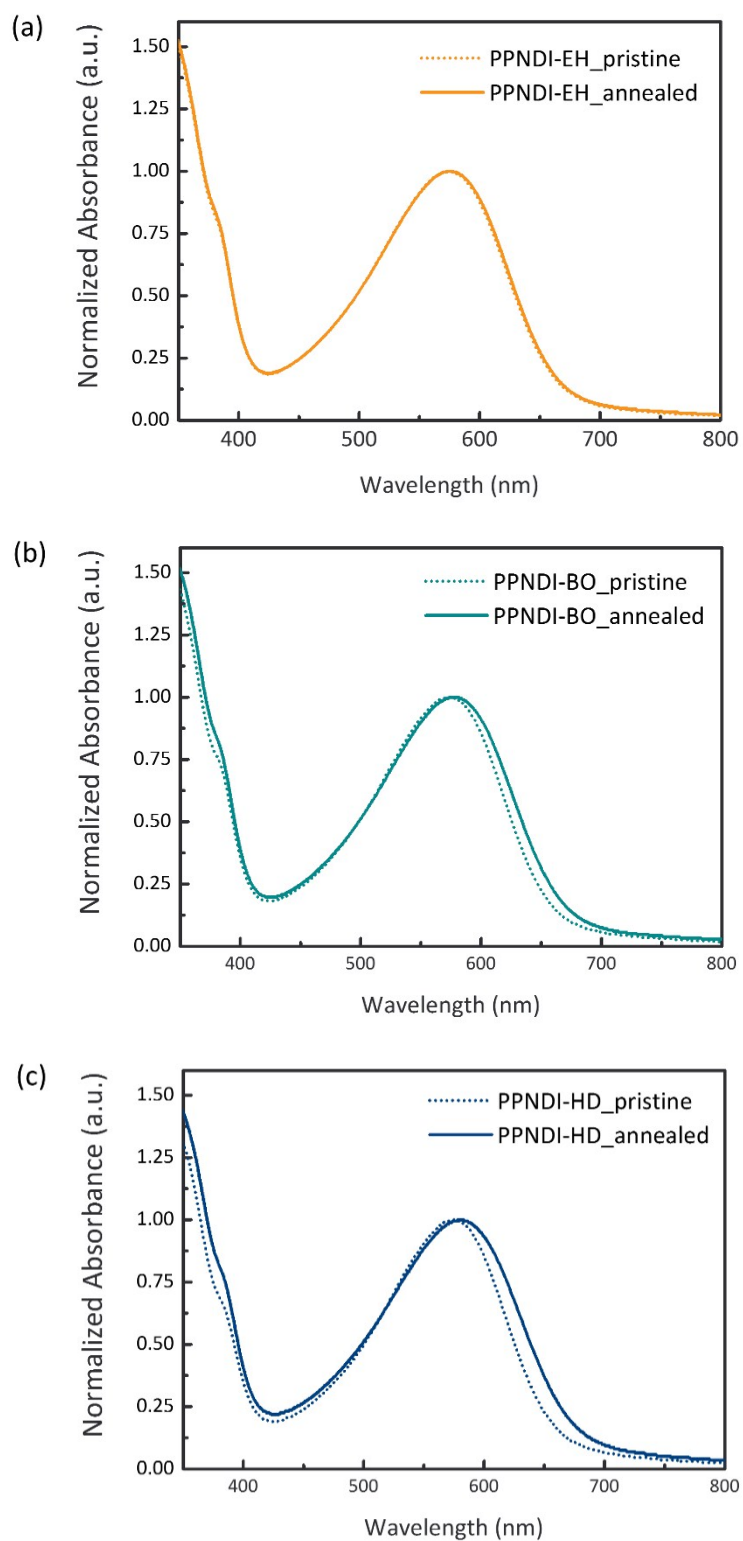 (a)
Normalized Absorbance (a.u.)
1.50
1.25
1.00
0.75
0.50
0.25
0.00
PPNDI-EH_pristine
PPNDI-EH_annealed
400 500 600 700 800
Wavelength (nm)
(b)
Normalized Absorbance (a.u.)
1.50
1.25
1.00
0.75
0.50
0.25
0.00
PPNDI-BO_pristine
PPNDI-BO_annealed
400 500 600 700 800
Wavelength (nm)
(c)
Normalized Absorbance (a.u.)
1.50
1.25
1.00
0.75
0.50
0.25
0.00
PPNDI-HD_pristine
PPNDI-HD_annealed
400 500 600 700 800
Wavelength (nm)